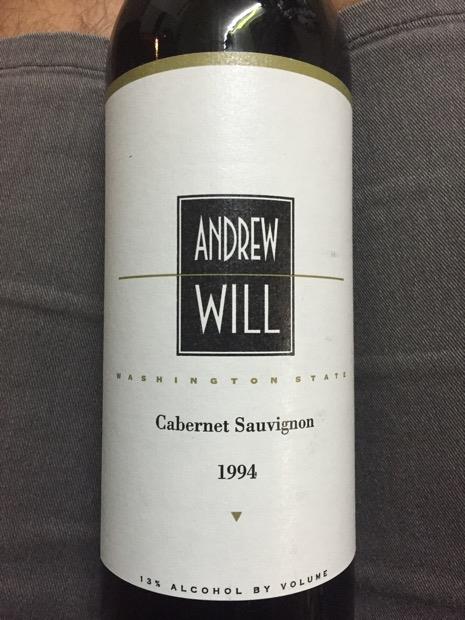 ANDREW
WILL
WASHINGTON STATE
Cabernet Sauvignon
1994
13% ALCOHOL BY VOLUME